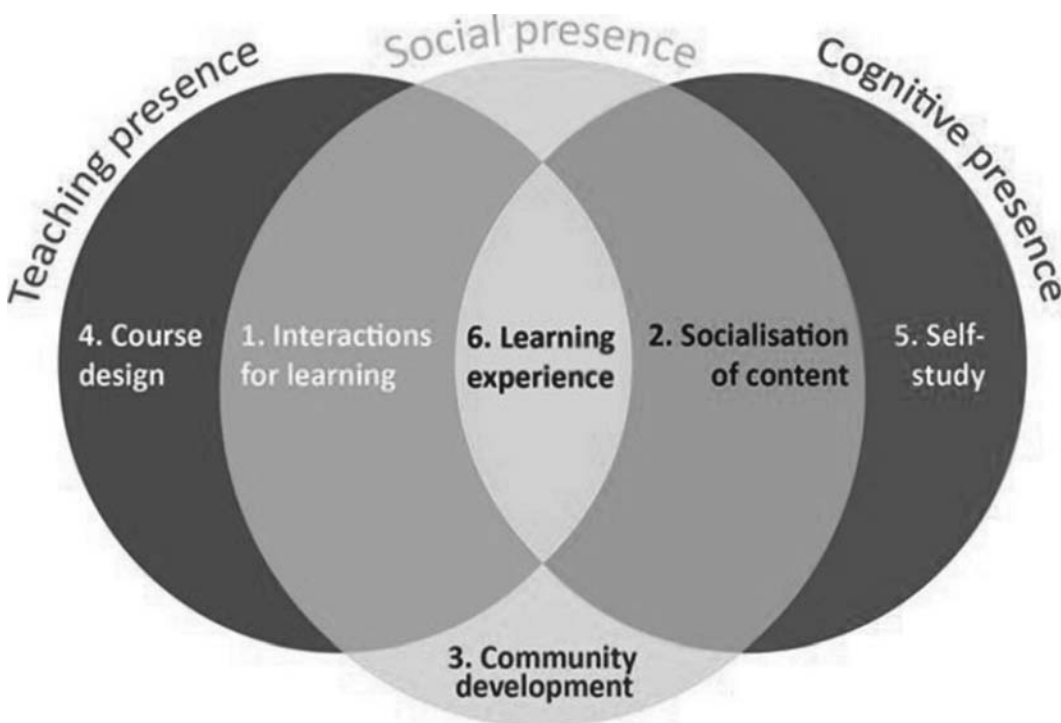 Teaching presence
Social presence
Cognitive presence
4. Course
design
1. Interactions
for learning
6. Learning
experience
2. Socialisation
of content
5. Self-
study
3. Community
development